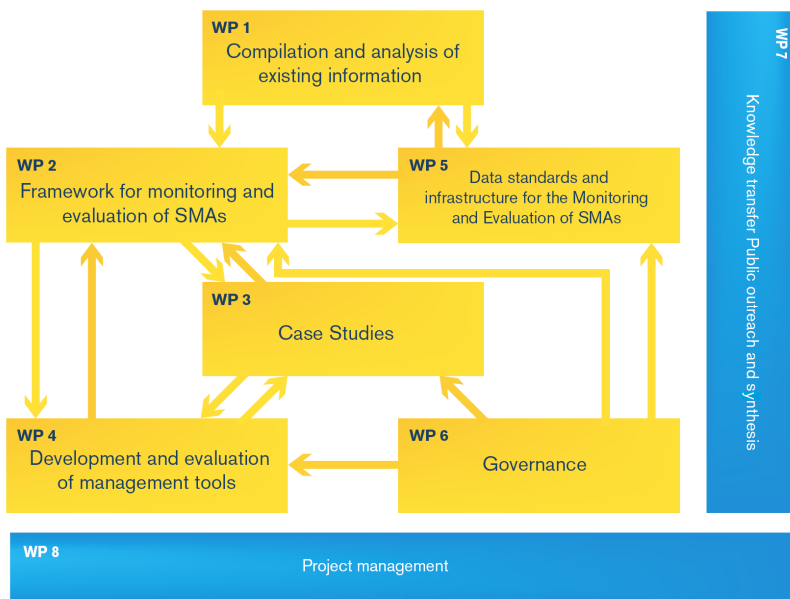 WP 1
Compilation and analysis of
existing information
WP 2
Framework for monitoring and
evaluation of SMAs
WP 5
Data standards and
infrastructure for the Monitoring
and Evaluation of SMAs
WP 3
Case Studies
WP 4
Development and evaluation
of management tools
WP 6
Governance
WP 7
Knowledge transfer Public outreach and synthesis
WP 8
Project management